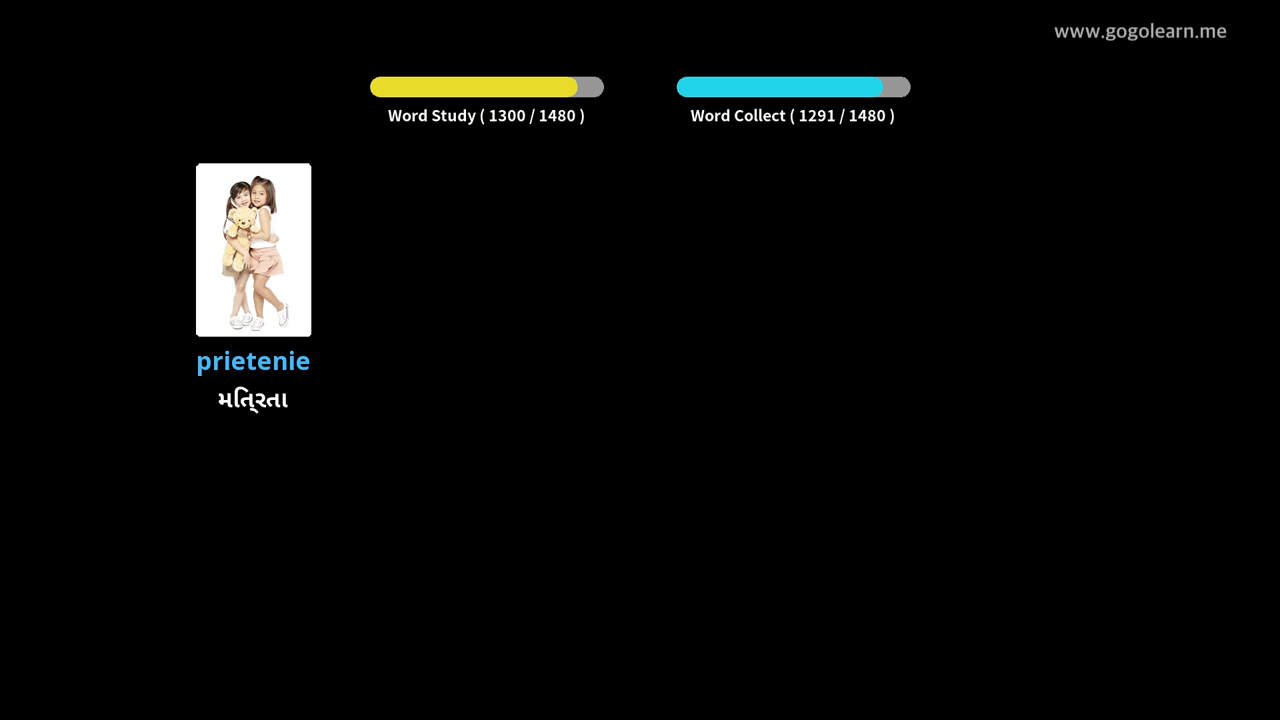 www.gogolearn.me
Word Study ( 1300 / 1480 )
Word Collect ( 1291 / 1480 )
prietenie
મિત્રતા